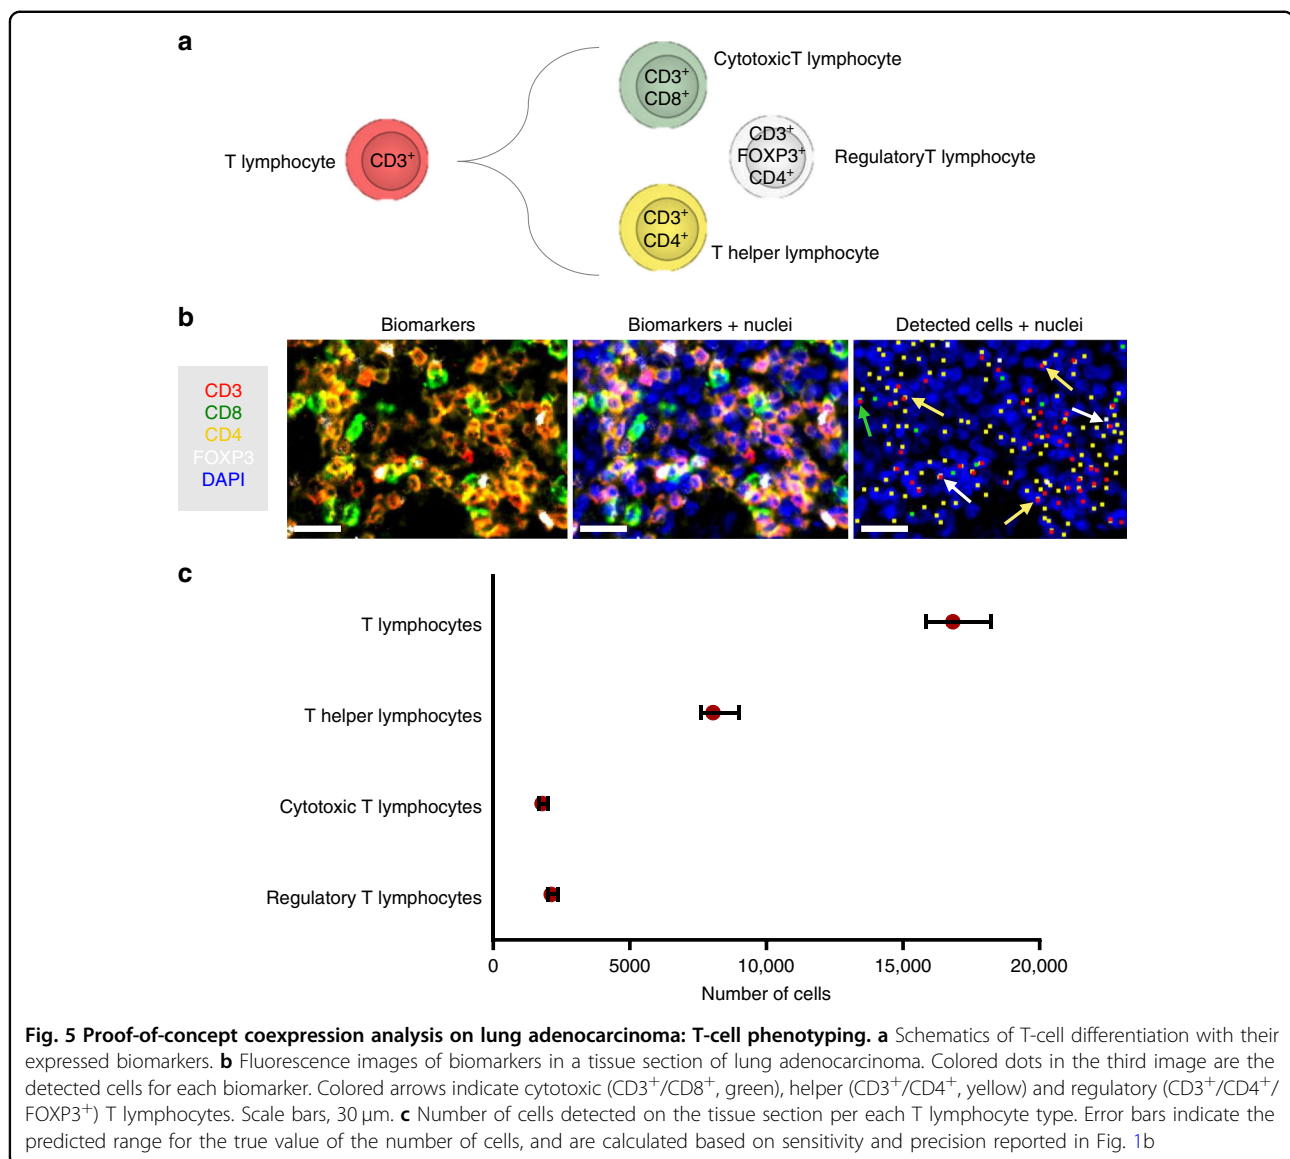 a
CytotoxicT lymphocyte
CD3+
CD8+
T lymphocyte
CD3+
CD3+
FOXP3+
CD4+
RegulatoryT lymphocyte
CD3+
CD4+
T helper lymphocyte
b
Biomarkers
Biomarkers + nuclei
Detected cells + nuclei
CD3
CD8
CD4
FOXP3
DAPI
c
T lymphocytes
T helper lymphocytes
Cytotoxic T lymphocytes
Regulatory T lymphocytes
0
5000
10,000
15,000
20,000
Number of cells
Fig. 5 Proof-of-concept coexpression analysis on lung adenocarcinoma: T-cell phenotyping. a Schematics of T-cell differentiation with their
expressed biomarkers. b Fluorescence images of biomarkers in a tissue section of lung adenocarcinoma. Colored dots in the third image are the
detected cells for each biomarker. Colored arrows indicate cytotoxic (CD3+/CD8+, green), helper (CD3+/CD4+, yellow) and regulatory (CD3+/CD4+/
FOXP3+) T lymphocytes. Scale bars, 30 µm. c Number of cells detected on the tissue section per each T lymphocyte type. Error bars indicate the
predicted range for the true value of the number of cells, and are calculated based on sensitivity and precision reported in Fig. 1b